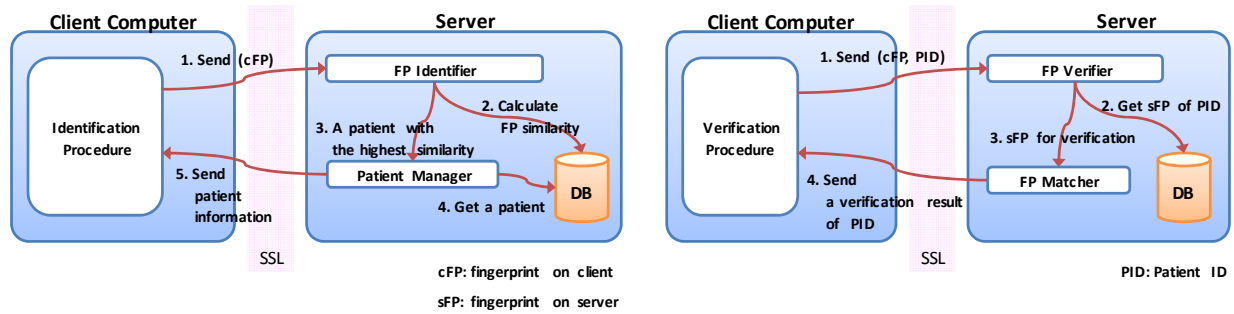 Client Computer
Server
1. Send (cFP)
FP Identifier
Identification
Procedure
2. Calculate
FP similarity
3. A patient with
the highest similarity
Patient Manager
DB
5. Send
patient
information
4. Get a patient
SSL
cFP: fingerprint on client
sFP: fingerprint on server
Client Computer
Server
1. Send (cFP, PID)
FP Verifier
Verification
Procedure
2. Get sFP of PID
3. sFP for verification
FP Matcher
DB
4. Send
a verification result
of PID
SSL
PID: Patient ID